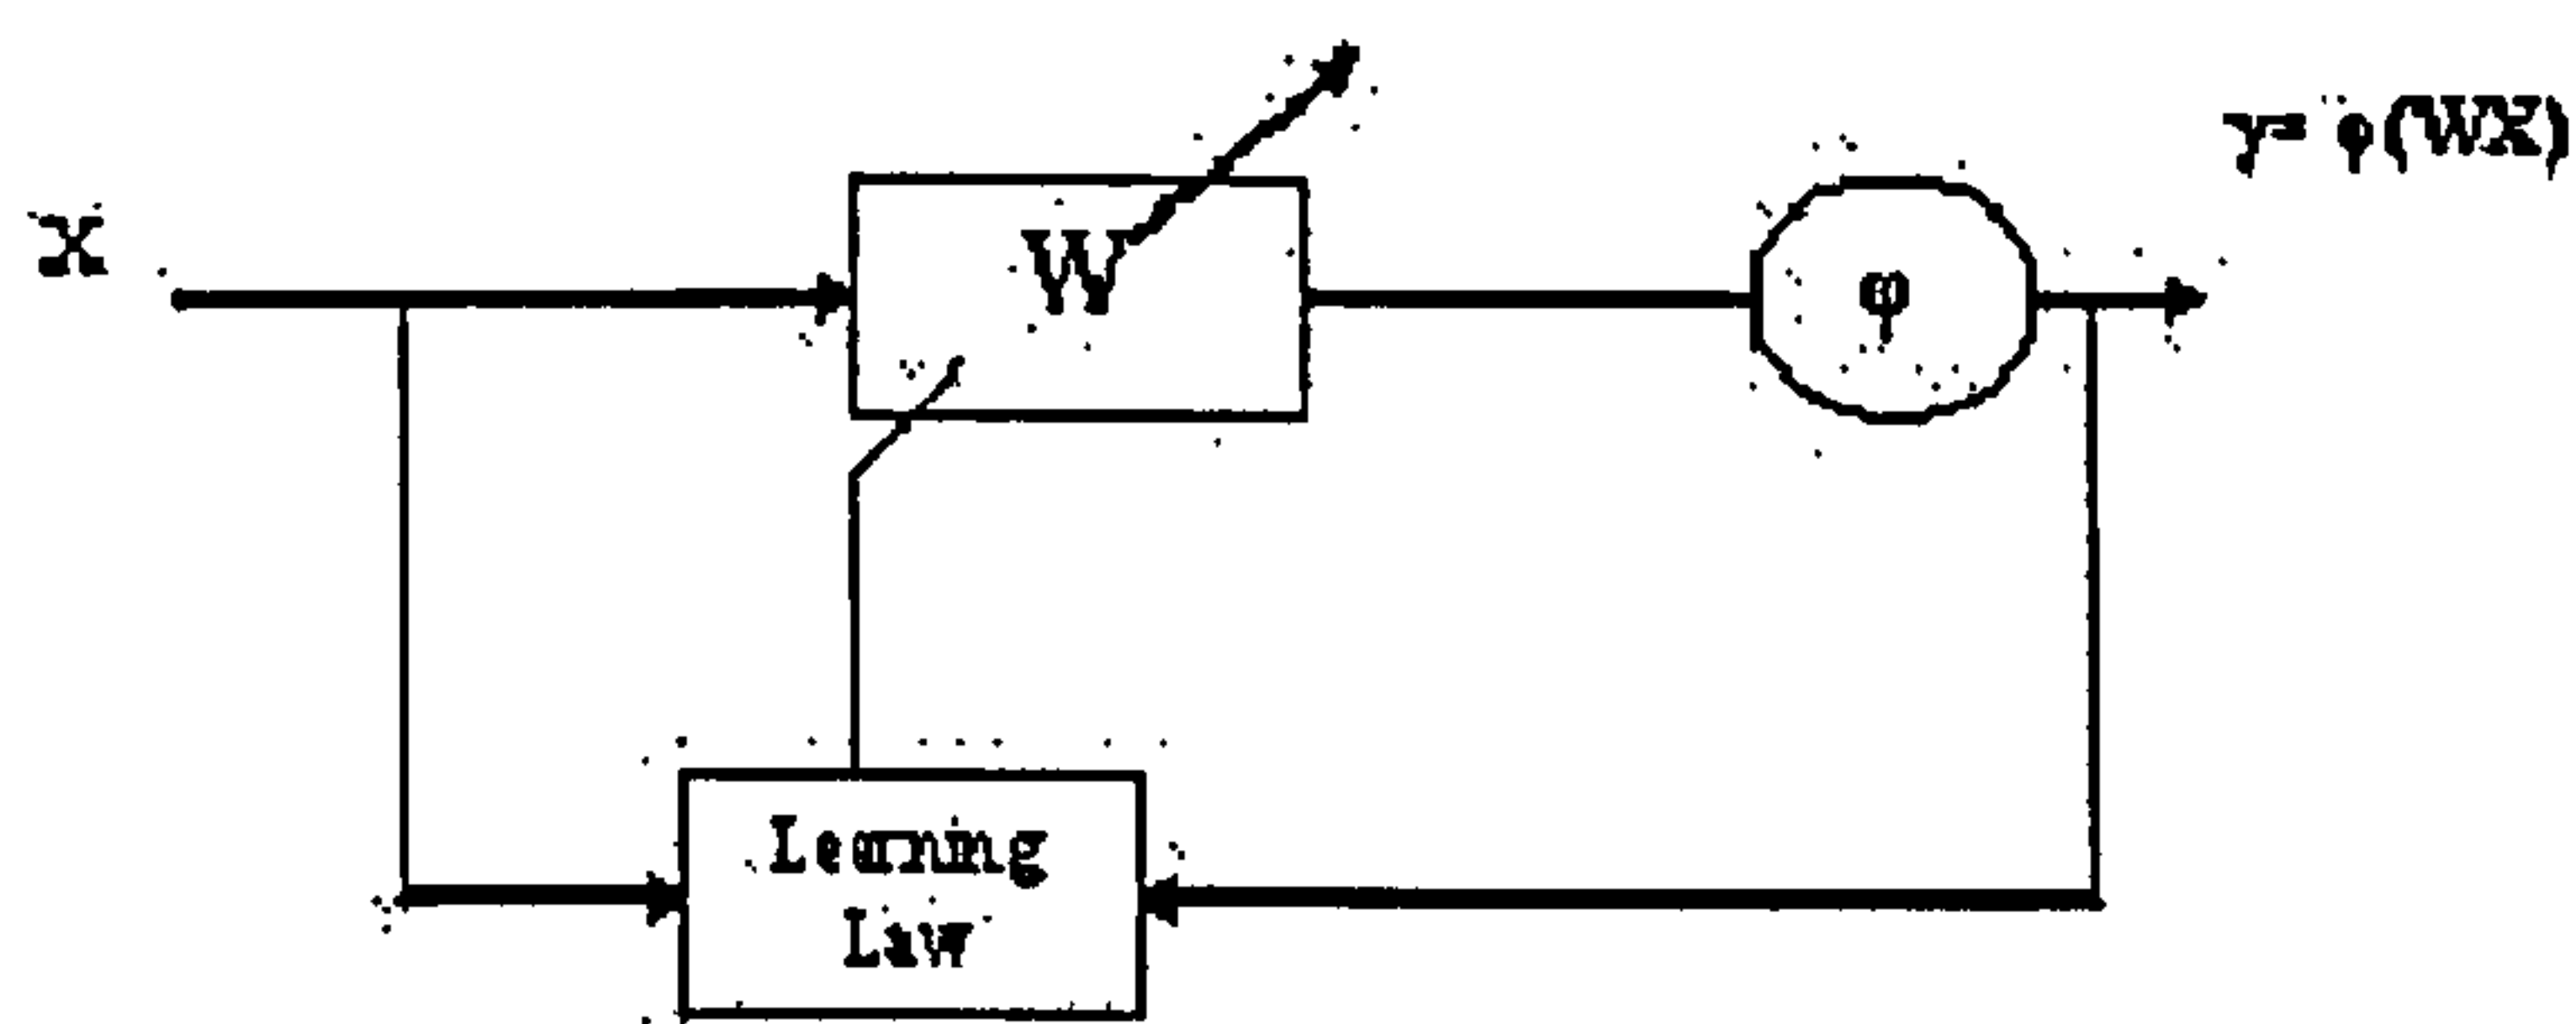 X
W
φ
y= φ(WX)
Learning
Law